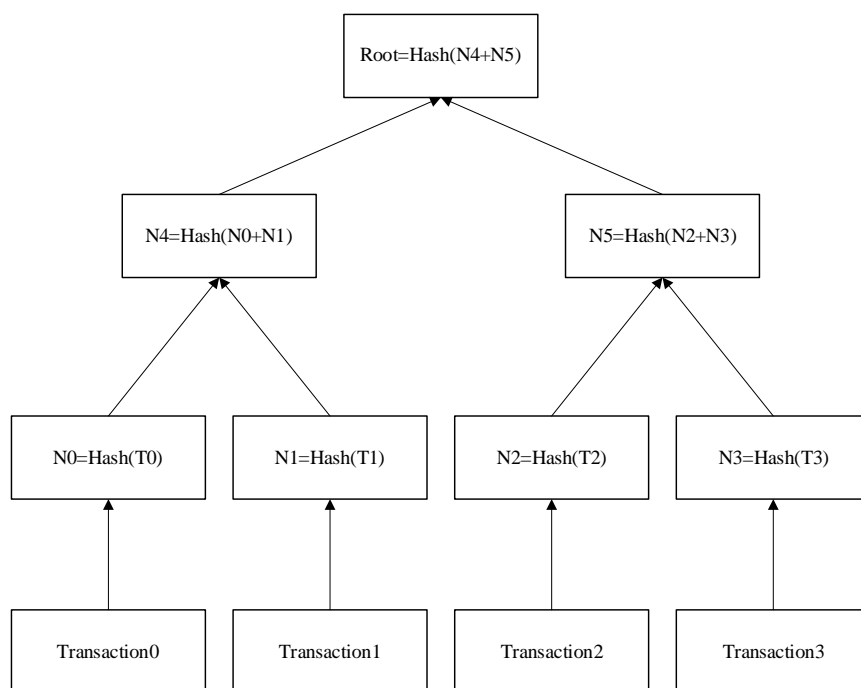 Root=Hash(N4+N5)
N4=Hash(N0+N1)
N5=Hash(N2+N3)
N0=Hash(T0)
N1=Hash(T1)
N2=Hash(T2)
N3=Hash(T3)
Transaction0
Transaction1
Transaction2
Transaction3